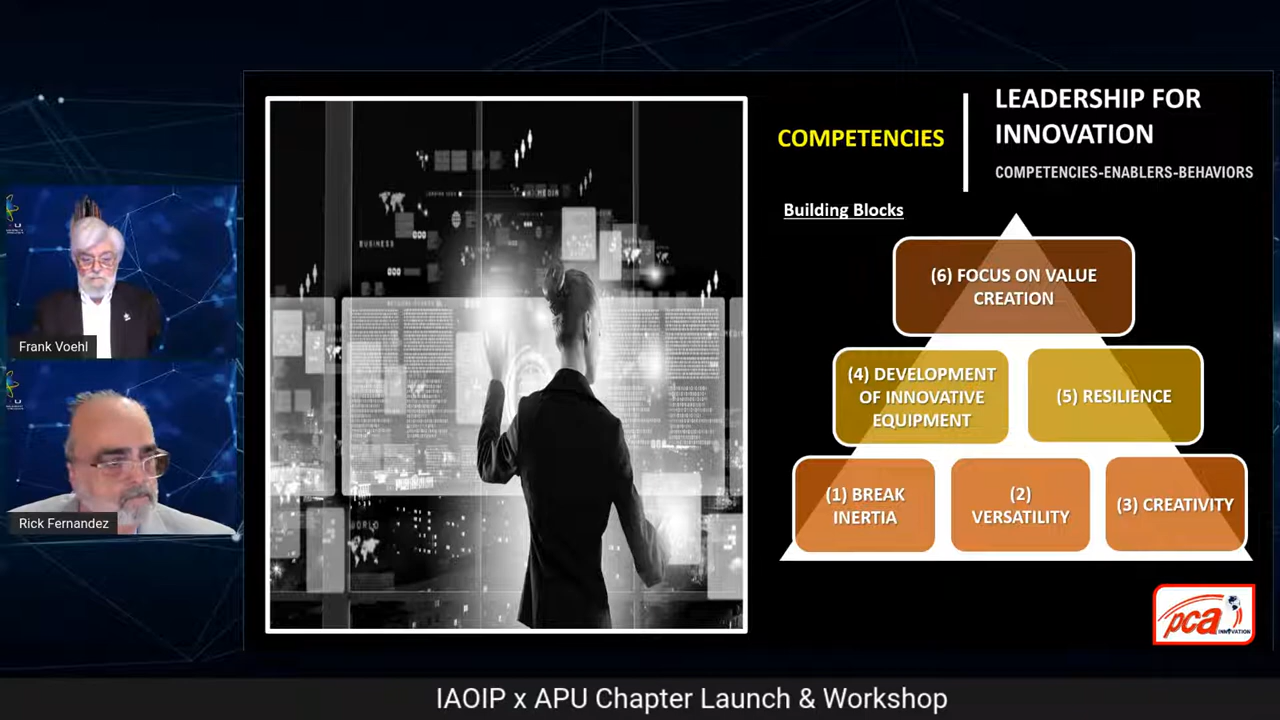 COMPETENCIES
LEADERSHIP FOR
INNOVATION
COMPETENCIES-ENABLERS-BEHAVIORS
Building Blocks
(6) FOCUS ON VALUE
CREATION
(4) DEVELOPMENT
OF INNOVATIVE
EQUIPMENT
(5) RESILIENCE
(1) BREAK
INERTIA
(2)
VERSATILITY
(3) CREATIVITY
BUSINESS
Frank Voehl
Rick Fernandez
pca
INNOVATION
IAOIP x APU Chapter Launch & Workshop